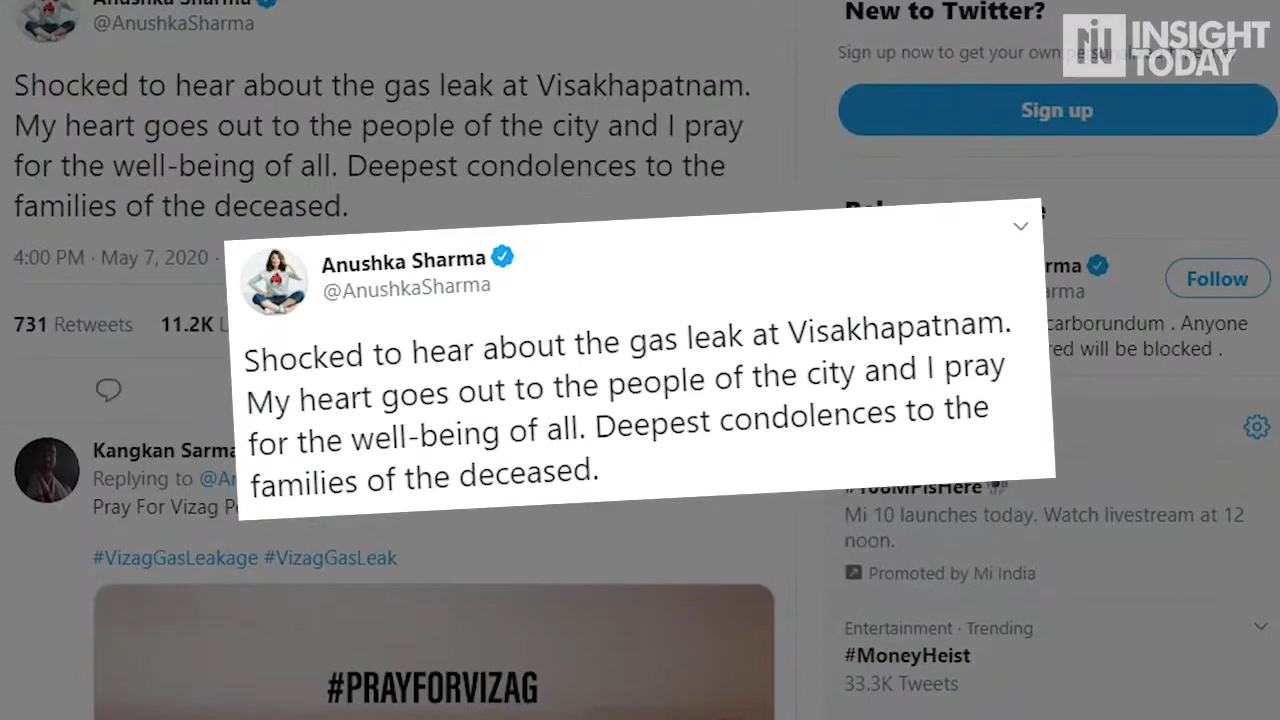 Anushka Sharma
@AnushkaSharma
Shocked to hear about the gas leak at Visakhapatnam.
My heart goes out to the people of the city and I pray
for the well-being of all. Deepest condolences to the
families of the deceased.
4:00 PM · May 7, 2020 ·
731 Retweets 11.2K
Kangkan Sarma
Replying to
Pray For Vizag
#VizagGasLeakage #VizagGasLeak
#PRAYFORVIZAG
Anushka Sharma
@AnushkaSharma
Shocked to hear about the gas leak at Visakhapatnam.
My heart goes out to the people of the city and I pray
for the well-being of all. Deepest condolences to the
families of the deceased.
New to Twitter?
Sign up now to get your own
INSIGHT
TODAY
Sign up
Follow
carborundum . Anyone
will be blocked .
#108MPIsHere
Mi 10 launches today. Watch livestream at 12
noon.
Promoted by Mi India
Entertainment · Trending
#MoneyHeist
33.3K Tweets